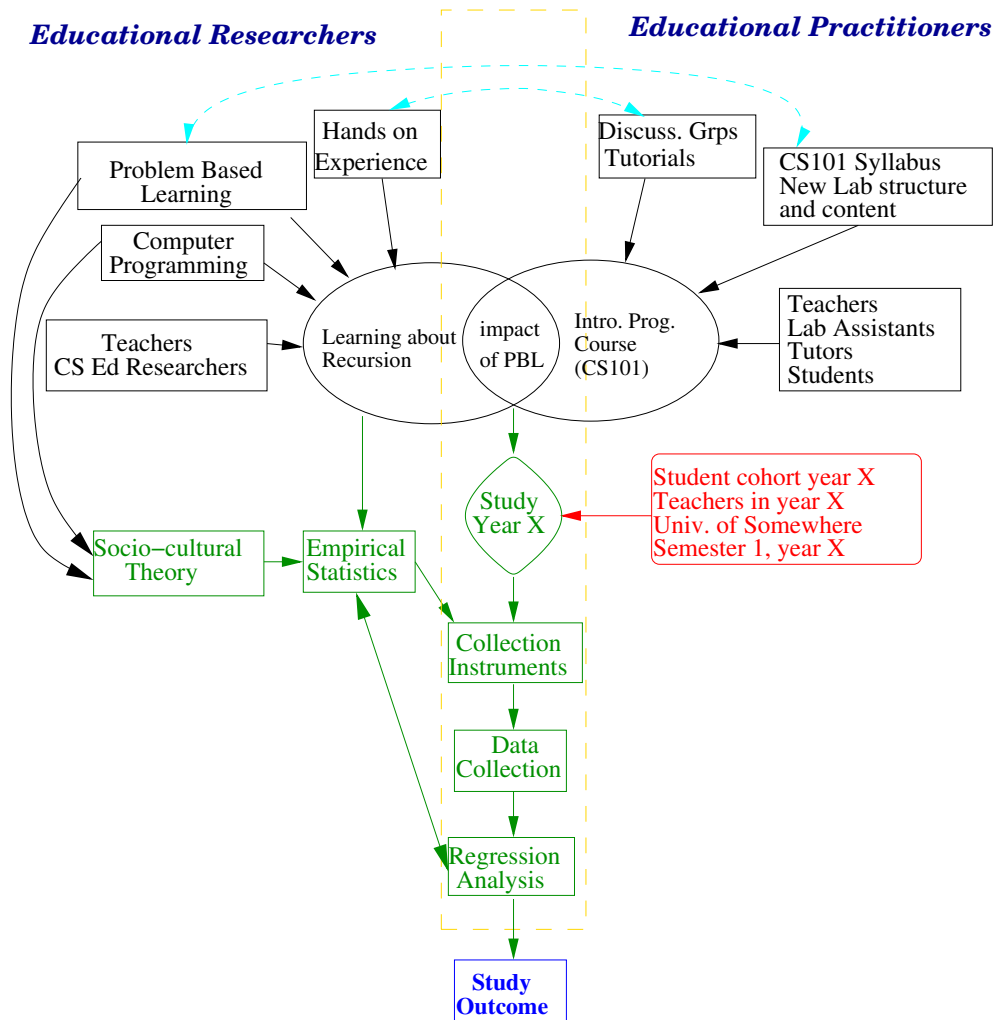 Educational Researchers
Educational Practitioners
Hands on
Experience
Discuss. Grps
Tutorials
Problem Based
Learning
CS101 Syllabus
New Lab structure
and content
Computer
Programming
Teachers
CS Ed Researchers
Learning about
Recursion
impact
of PBL
Intro. Prog.
Course
(CS101)
Teachers
Lab Assistants
Tutors
Students
Study
Year X
Student cohort year X
Teachers in year X
Univ. of Somewhere
Semester 1, year X
Socio−cultural
Theory
Empirical
Statistics
Collection
Instruments
Data
Collection
Regression
Analysis
Study
Outcome